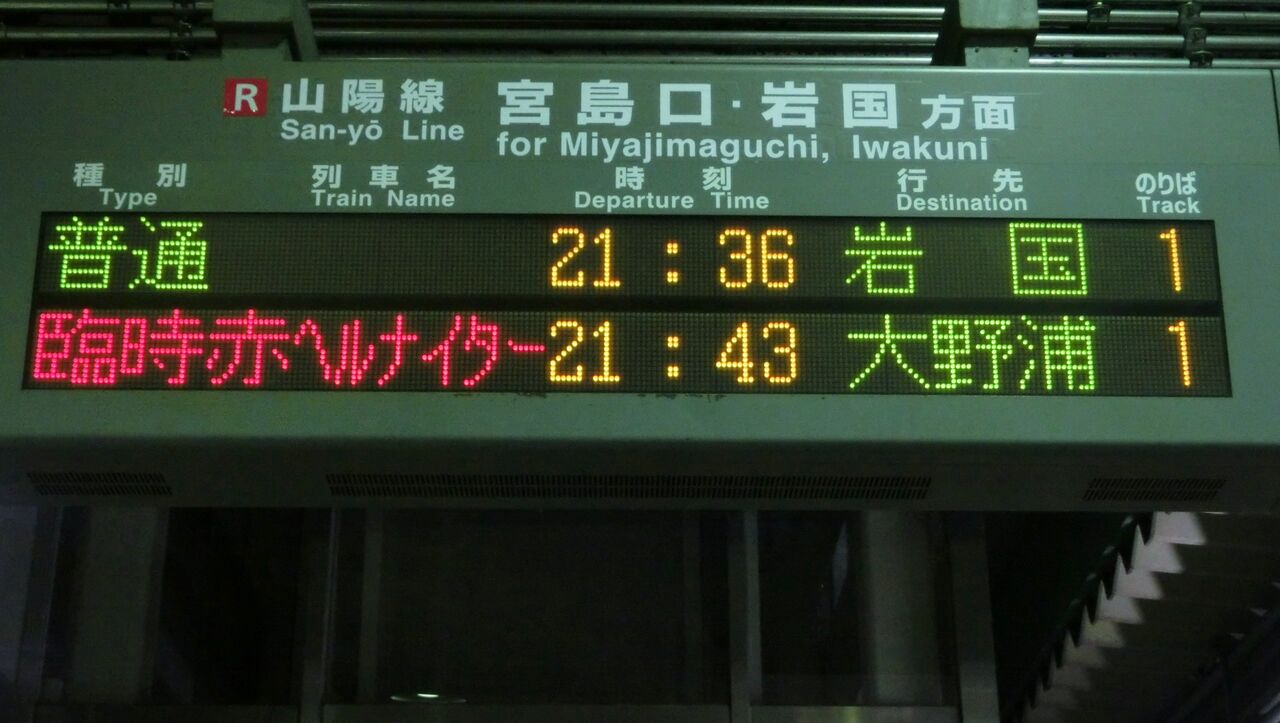 R 山陽線 宮島口・岩国方面
San-yō Line for Miyajimaguchi, Iwakuni
種別 列車名 時刻 行先 のりば
Type Train Name Departure Time Destination Track
普通 21:36 岩国 1
臨時赤ヘルナイター 21:43 大野浦 1